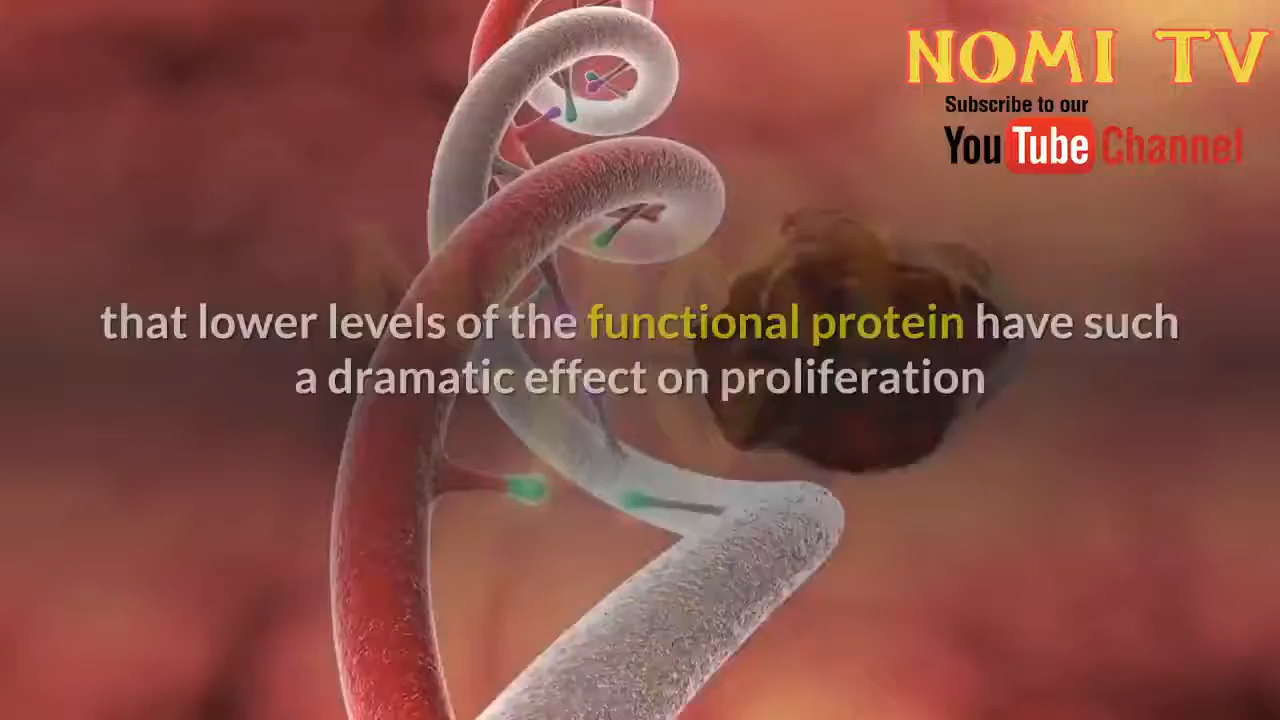 NOMI TV
Subscribe to our
YouTube Channel
that lower levels of the functional protein have such
a dramatic effect on proliferation